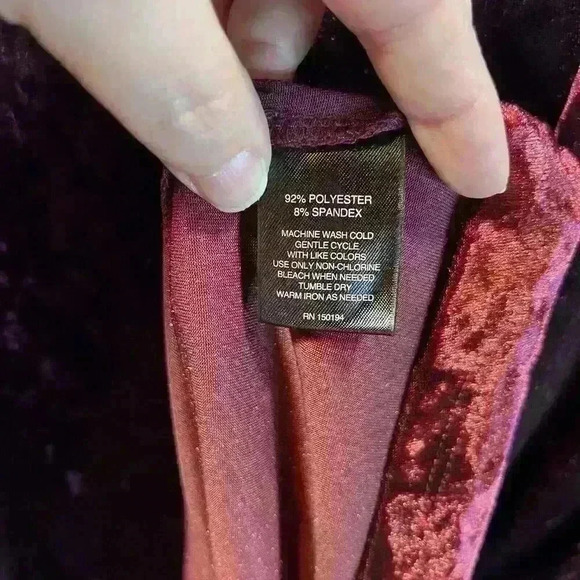 92% POLYESTER
8% SPANDEX
MACHINE WASH COLD
GENTLE CYCLE
WITH LIKE COLORS
USE ONLY NON-CHLORINE
BLEACH WHEN NEEDED
TUMBLE DRY
WARM IRON AS NEEDED
RN 150194